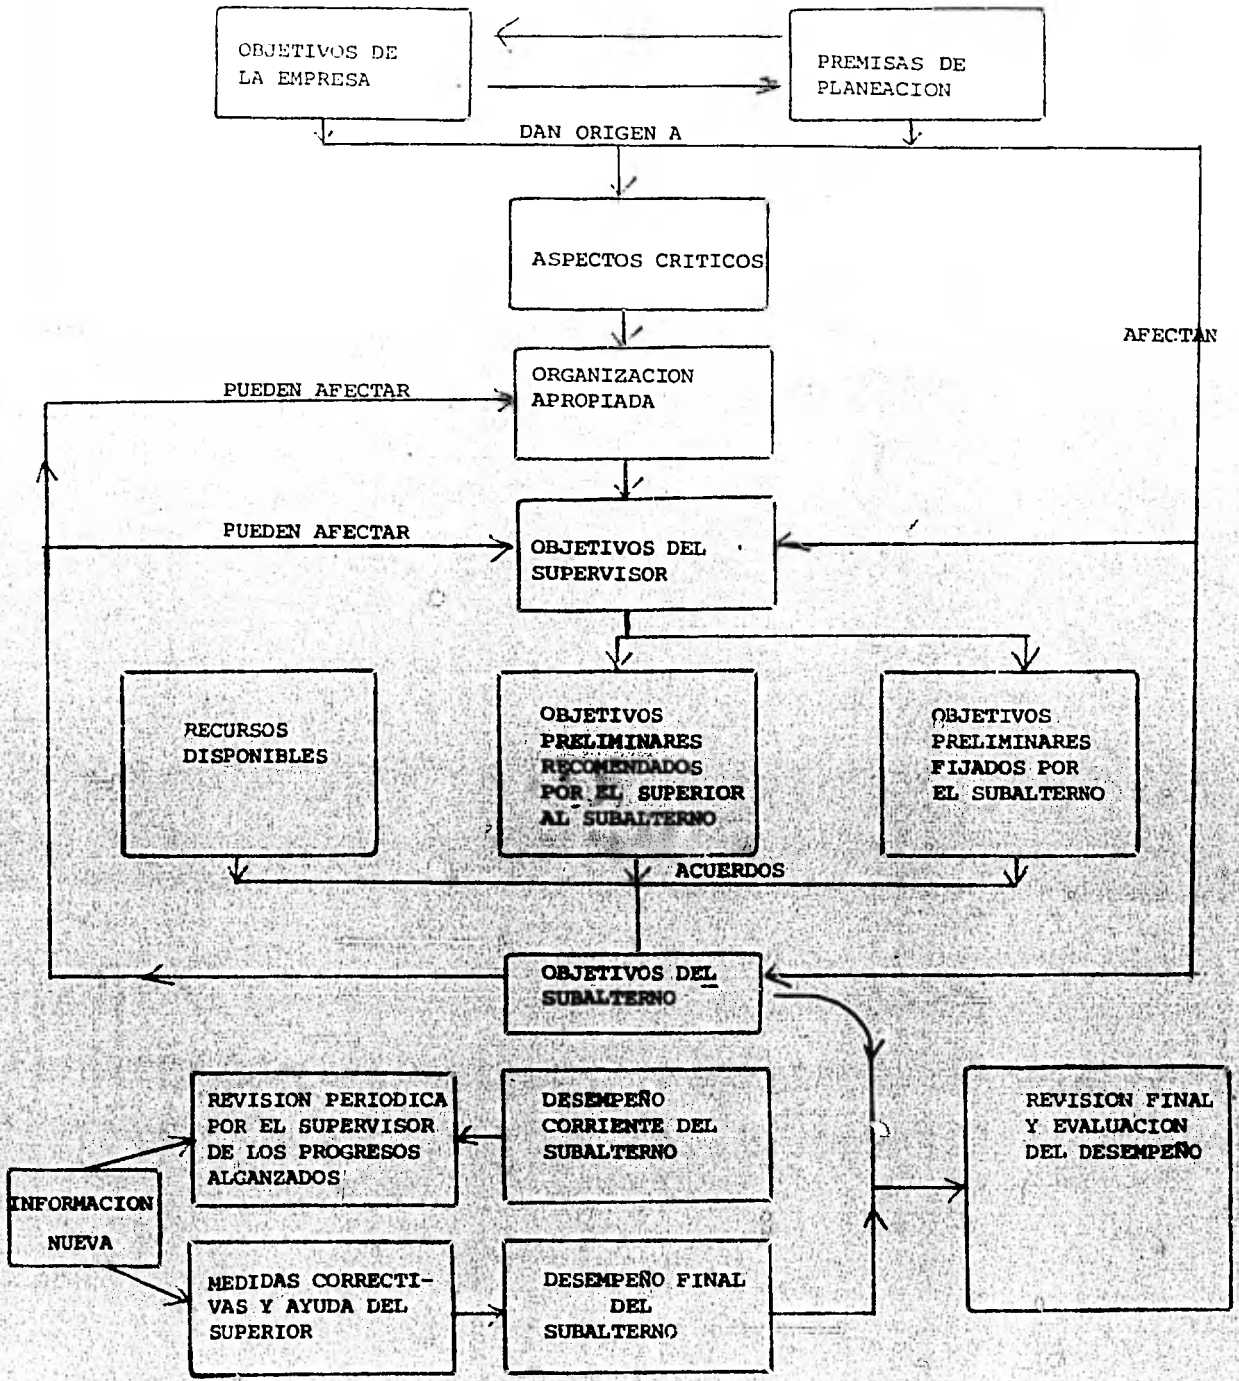 OBJETIVOS DE
LA EMPRESA
PREMISAS DE
PLANEACION
DAN ORIGEN A
ASPECTOS CRITICOS
AFECTAN
ORGANIZACION
APROPIADA
PUEDEN AFECTAR
PUEDEN AFECTAR
OBJETIVOS DEL
SUPERVISOR
RECURSOS
DISPONIBLES
OBJETIVOS
PRELIMINARES
RECOMENDADOS
POR EL SUPERIOR
AL SUBALTERNO
OBJETIVOS
PRELIMINARES
FIJADOS POR
EL SUBALTERNO
ACUERDOS
OBJETIVOS DEL
SUBALTERNO
REVISION PERIODICA
POR EL SUPERVISOR
DE LOS PROGRESOS
ALCANZADOS
DESEMPEÑO
CORRIENTE DEL
SUBALTERNO
REVISION FINAL
Y EVALUACION
DEL DESEMPEÑO
INFORMACION
NUEVA
MEDIDAS CORRECTI-
VAS Y AYUDA DEL
SUPERIOR
DESEMPEÑO FINAL
DEL
SUBALTERNO